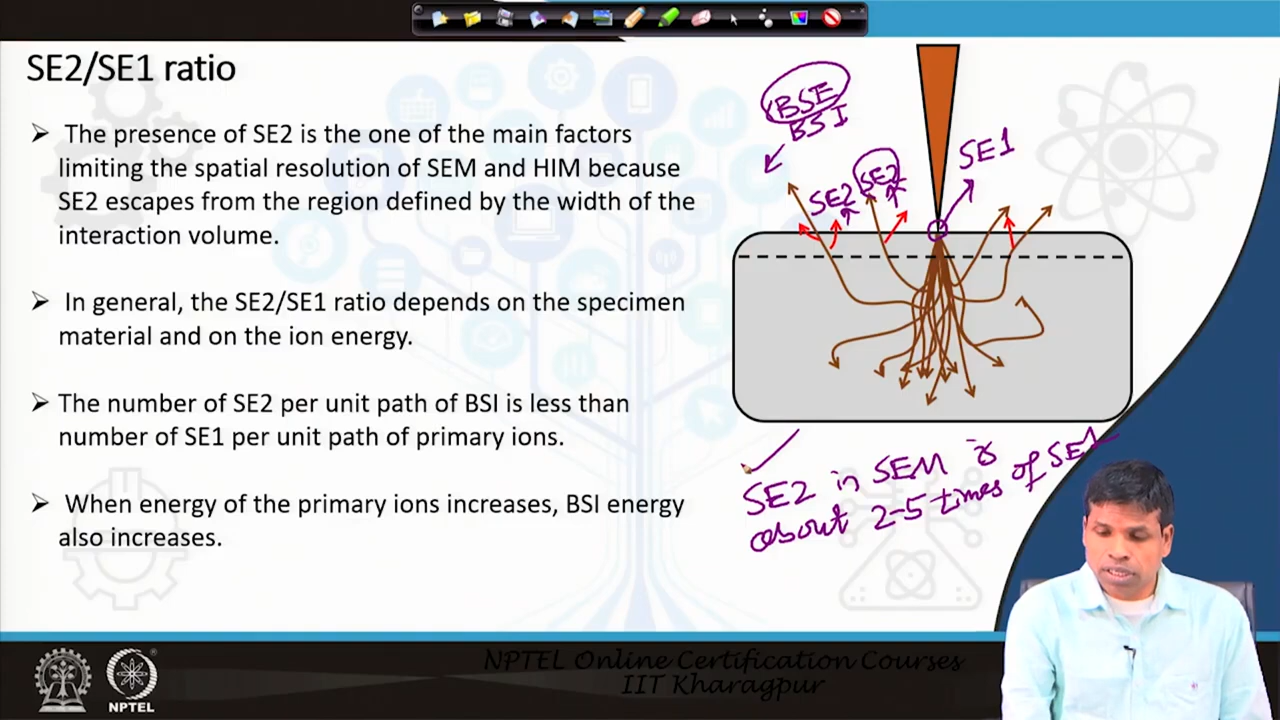 SE2/SE1 ratio
➢ The presence of SE2 is the one of the main factors
limiting the spatial resolution of SEM and HIM because
SE2 escapes from the region defined by the width of the
interaction volume.
➢ In general, the SE2/SE1 ratio depends on the specimen
material and on the ion energy.
➢ The number of SE2 per unit path of BSI is less than
number of SE1 per unit path of primary ions.
➢ When energy of the primary ions increases, BSI energy
also increases.
BSE
BSI
SE2
SE2
SE1
SE2 in SEM is
about 2-5 times of SE1
NPTEL
NPTEL Online Certification Courses
IIT Kharagpur